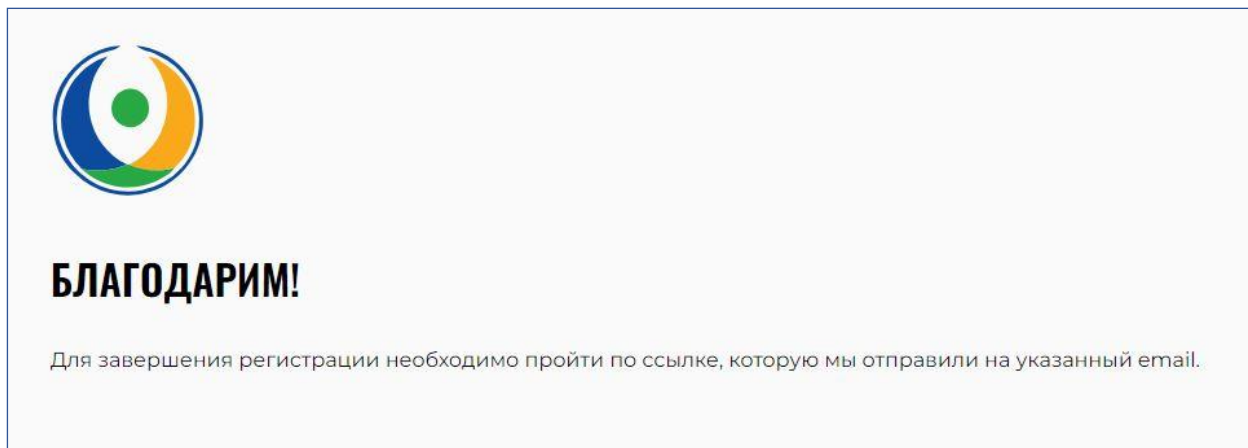 БЛАГОДАРИМ!
Для завершения регистрации необходимо пройти по ссылке, которую мы отправили на указанный email.